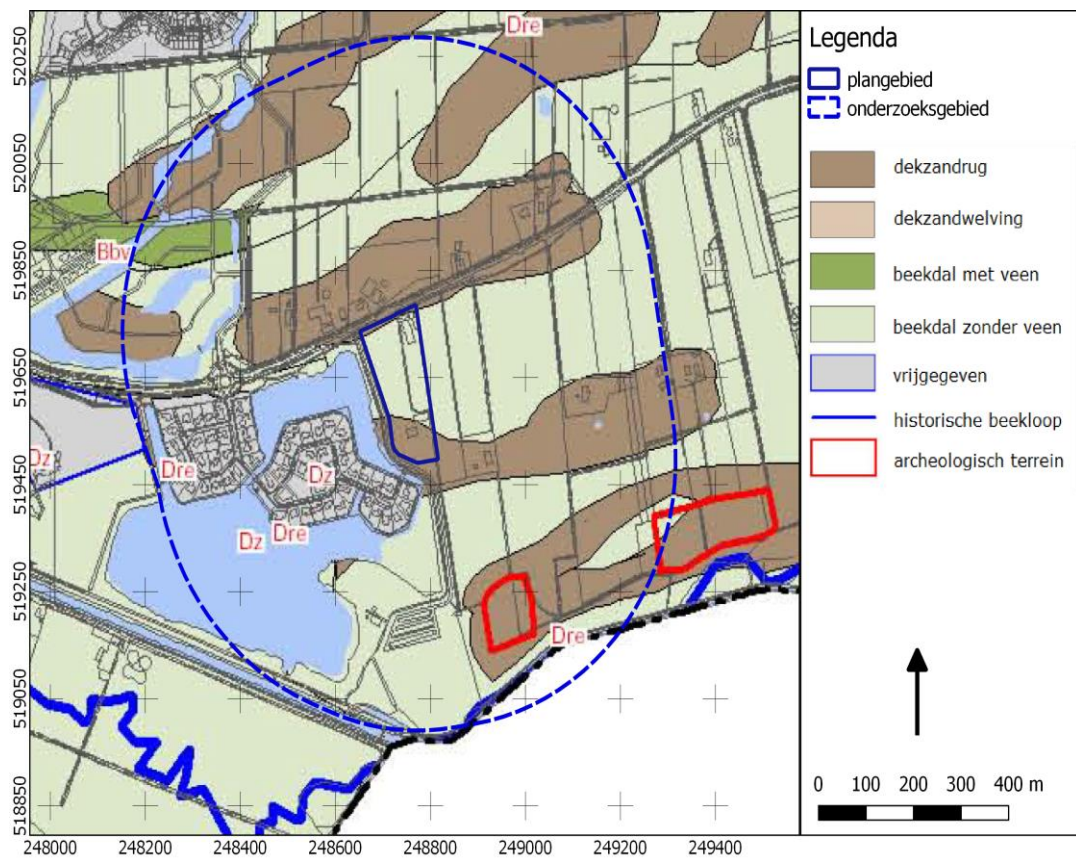 Dre
Bbv
Dz
Dre
Dz
Dre
Dz
Dre
520250
520050
519850
519650
519450
519250
519050
518850
248000 248200 248400 248600 248800 249000 249200 249400
Legenda
plangebied
onderzoeksgebied
dekzandrug
dekzandwelving
beekdal met veen
beekdal zonder veen
vrijgegeven
historische beekloop
archeologisch terrein
0 100 200 300 400 m